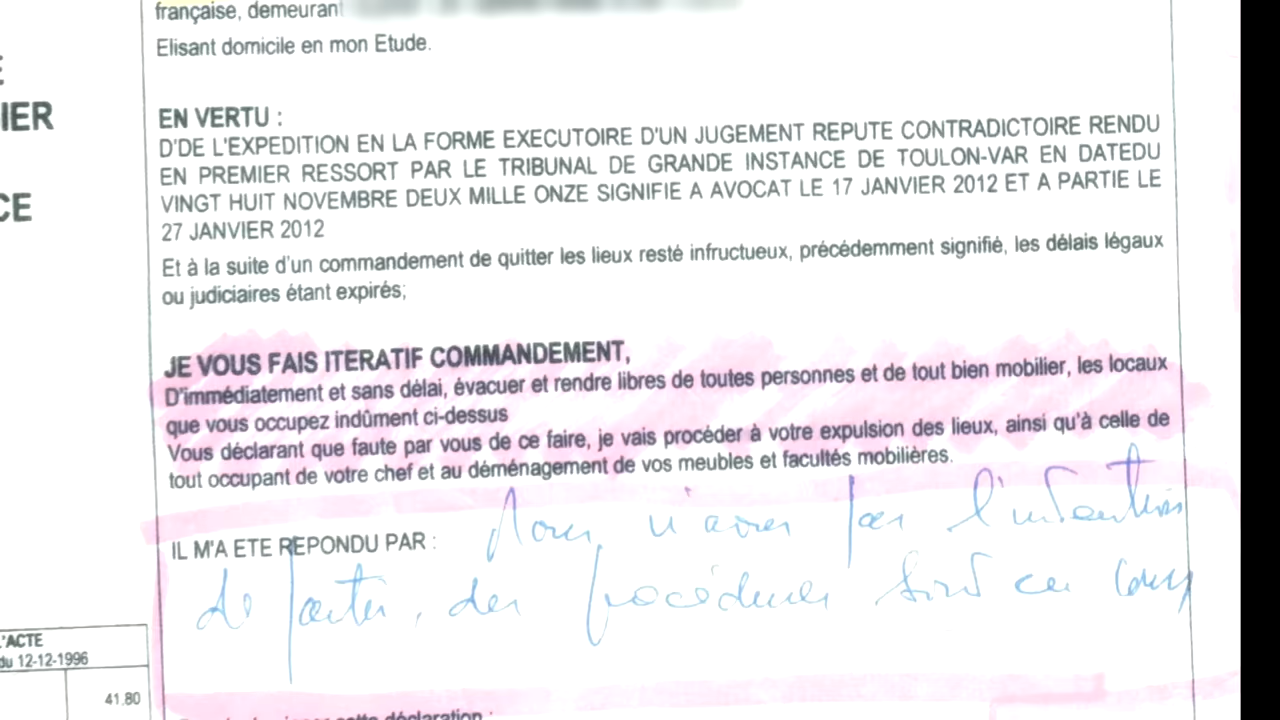 française, demeurant
Elisant domicile en mon Etude.
E
IER
CE
EN VERTU :
D'DE L'EXPEDITION EN LA FORME EXECUTOIRE D'UN JUGEMENT REPUTE CONTRADICTOIRE RENDU
EN PREMIER RESSORT PAR LE TRIBUNAL DE GRANDE INSTANCE DE TOULON-VAR EN DATEDU
VINGT HUIT NOVEMBRE DEUX MILLE ONZE SIGNIFIE A AVOCAT LE 17 JANVIER 2012 ET A PARTIE LE
27 JANVIER 2012
Et à la suite d'un commandement de quitter les lieux resté infructueux, précédemment signifié, les délais légaux
ou judiciaires étant expirés;
JE VOUS FAIS ITERATIF COMMANDEMENT,
D'immédiatement et sans délai, évacuer et rendre libres de toutes personnes et de tout bien mobilier, les locaux
que vous occupez indûment ci-dessus
Vous déclarant que faute par vous de ce faire, je vais procéder à votre expulsion des lieux, ainsi qu'à celle de
tout occupant de votre chef et au déménagement de vos meubles et facultés mobilières.
IL M'A ETE REPONDU PAR : Nous n'avons pas l'intention
de partir, des procédures sont en cours
'ACTE
du 12-12-1996
41.80
cette déclaration :